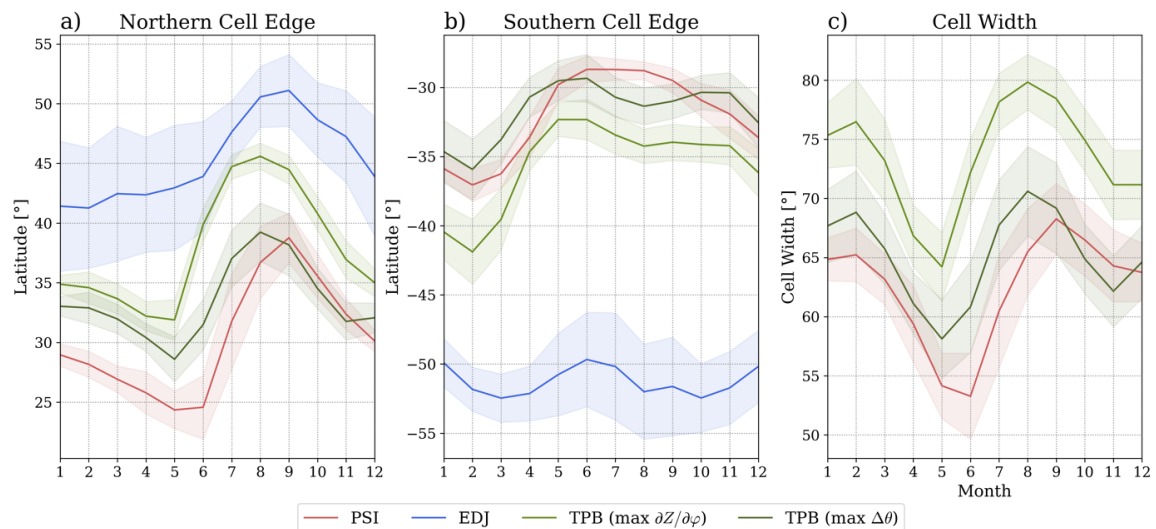 a) Northern Cell Edge
b) Southern Cell Edge
c) Cell Width
Latitude [°]
55
50
45
40
35
30
25
1 2 3 4 5 6 7 8 9 10 11 12
Latitude [°]
−30
−35
−40
−45
−50
−55
1 2 3 4 5 6 7 8 9 10 11 12
Cell Width [°]
80
75
70
65
60
55
50
1 2 3 4 5 6 7 8 9 10 11 12
Month
PSI EDJ TPB (max ∂Z/∂φ) TPB (max Δθ)